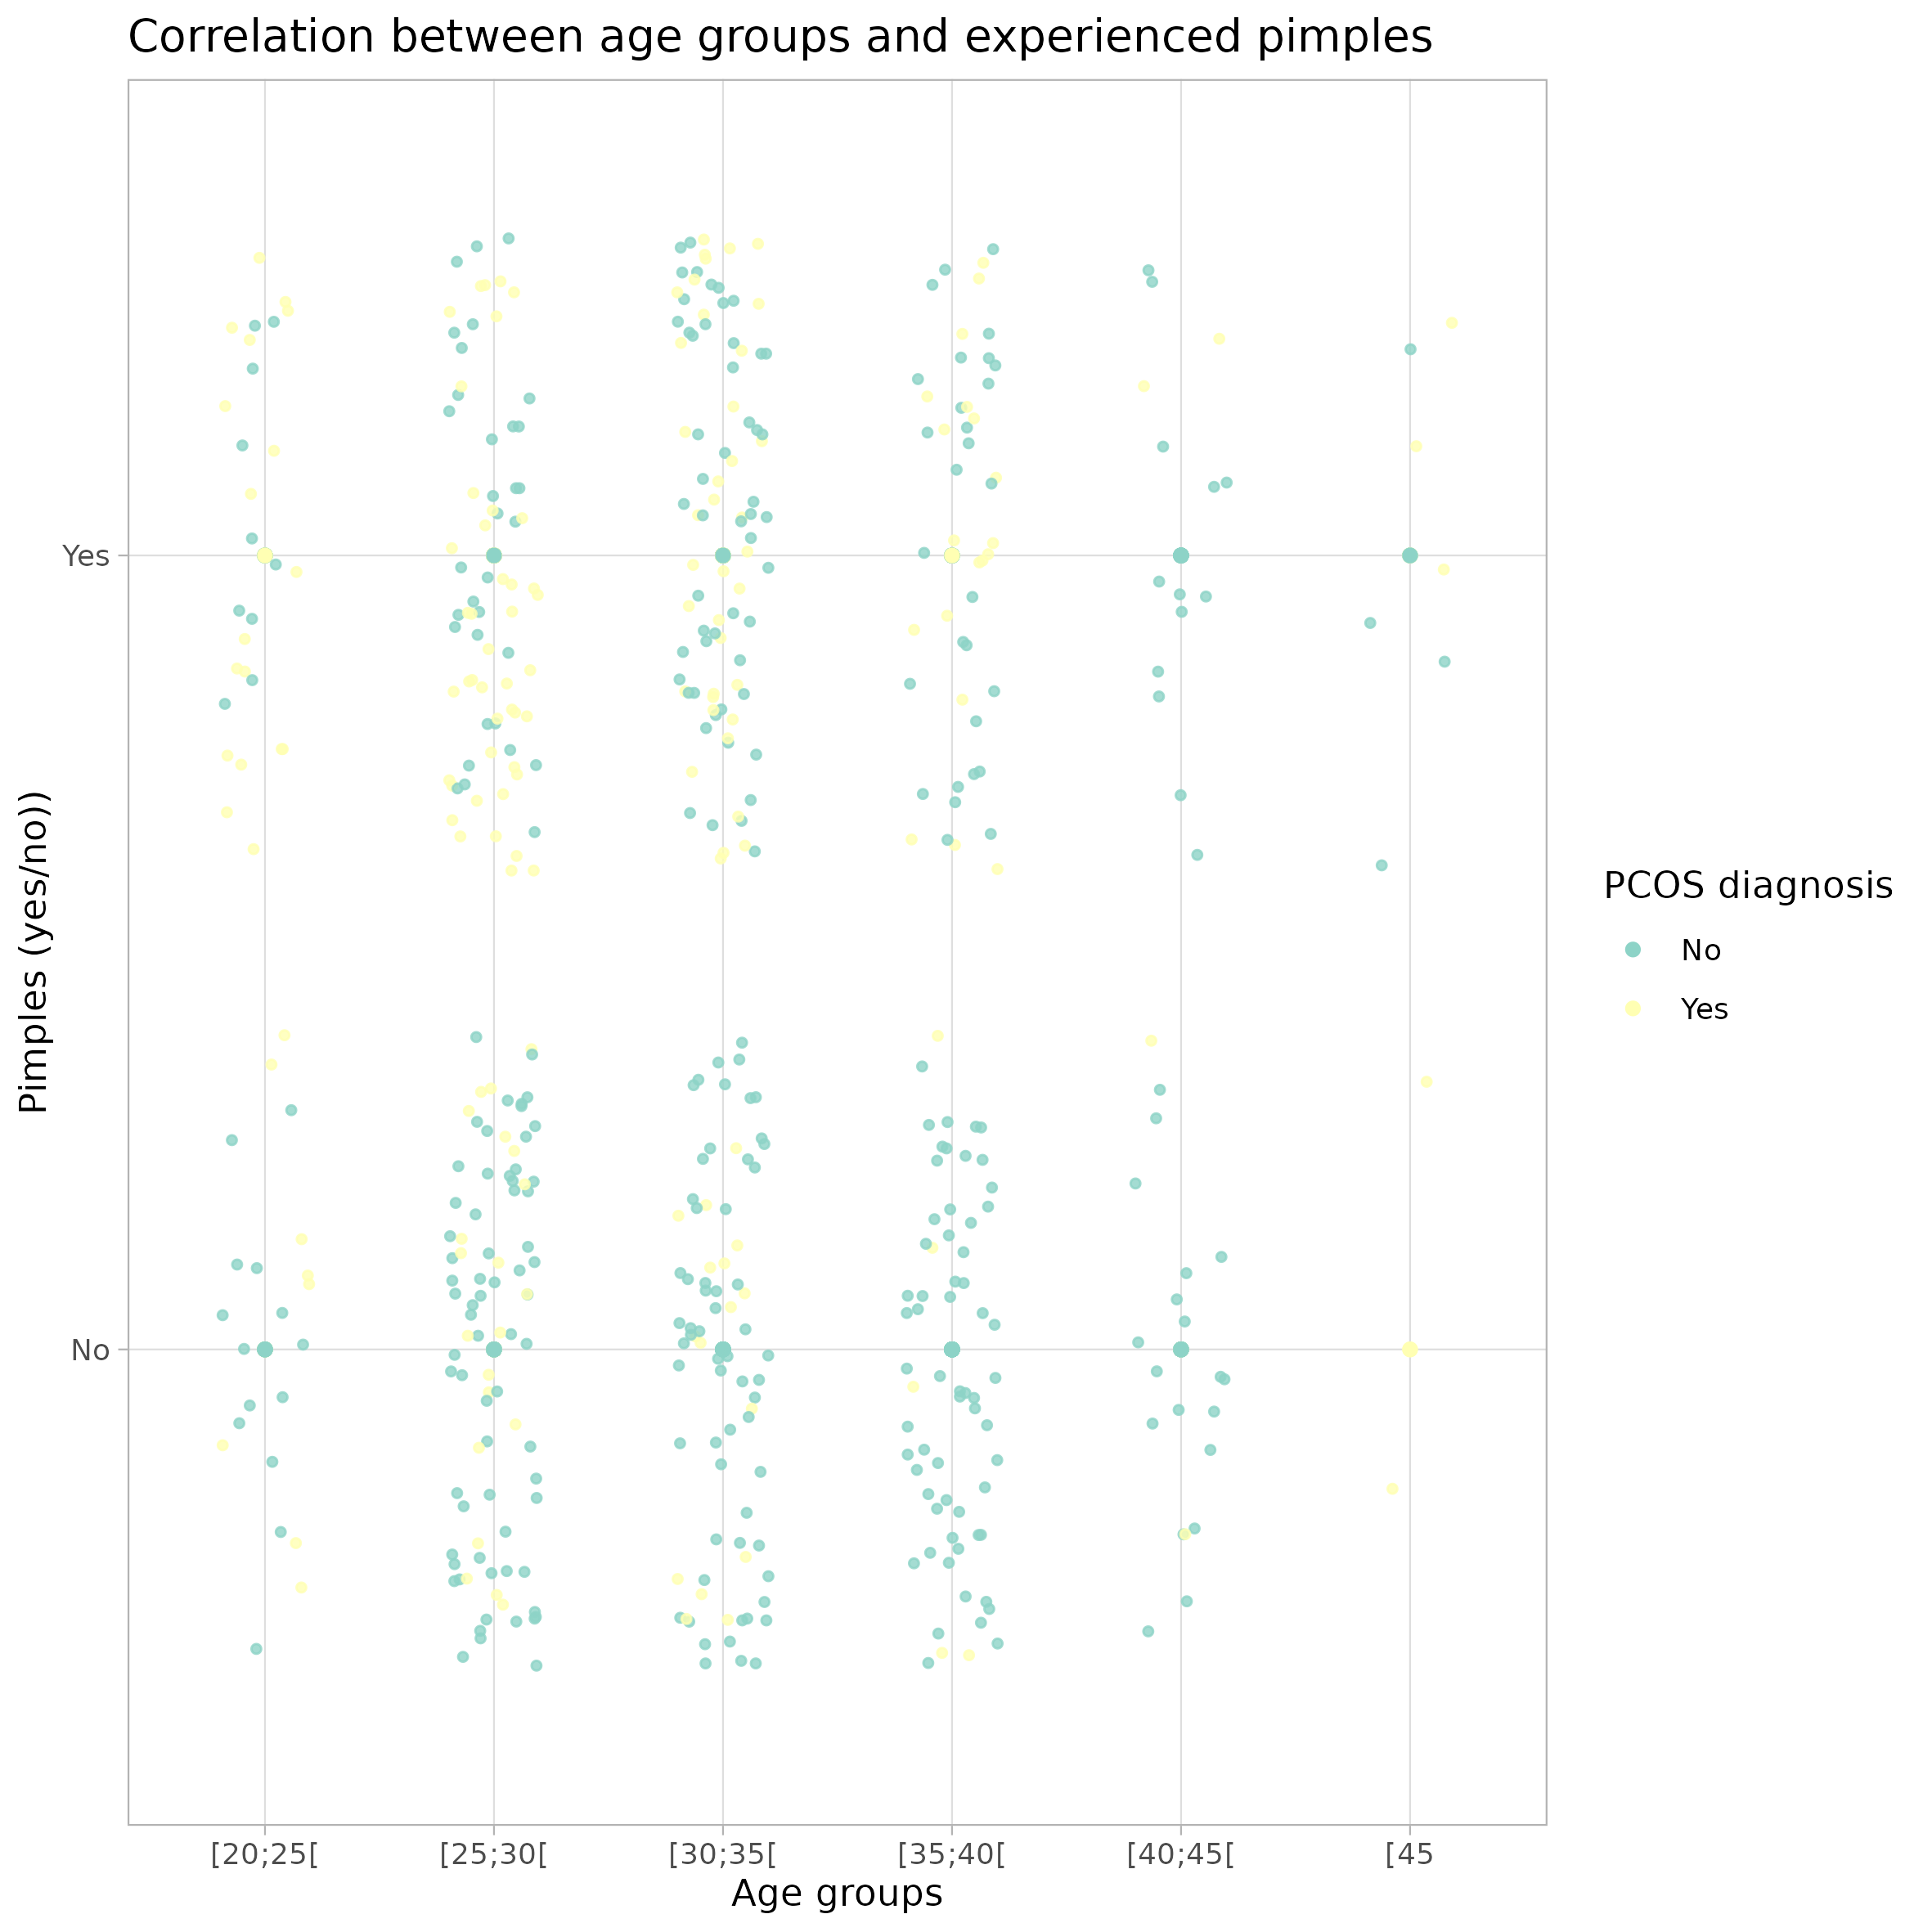 Correlation between age groups and experienced pimples
Pimples (yes/no))
Yes
No
[20;25[
[25;30[
[30;35[
[35;40[
[40;45[
[45
Age groups
PCOS diagnosis
No
Yes